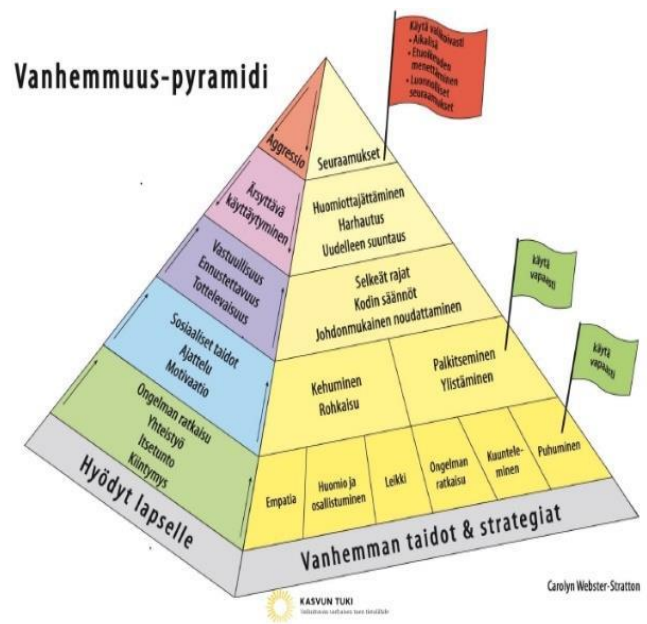 Vanhemmuus-pyramidi
Käytä valikoivasti
• Aikalisä
• Etuoikeuden
menettäminen
• Luonnolliset
seuraamukset
Aggressio
Seuraamukset
Ärsyttävä
käyttäytyminen
Huomiottajättäminen
Harhautus
Uudelleen suuntaus
Vastuullisuus
Ennustettavuus
Tottelevaisuus
Selkeät rajat
Kodin säännöt
Johdonmukainen noudattaminen
käytä
vapaasti
Sosiaaliset taidot
Ajattelu
Motivaatio
Kehuminen
Rohkaisu
Palkitseminen
Ylistäminen
käytä
vapaasti
Ongelman ratkaisu
Yhteistyö
Itsetunto
Kiintymys
Empatia
Huomio ja
osallistuminen
Leikki
Ongelman
ratkaisu
Kuuntele-
minen
Puhuminen
Hyödyt lapselle
Vanhemman taidot & strategiat
Carolyn Webster-Stratton
KASVUN TUKI